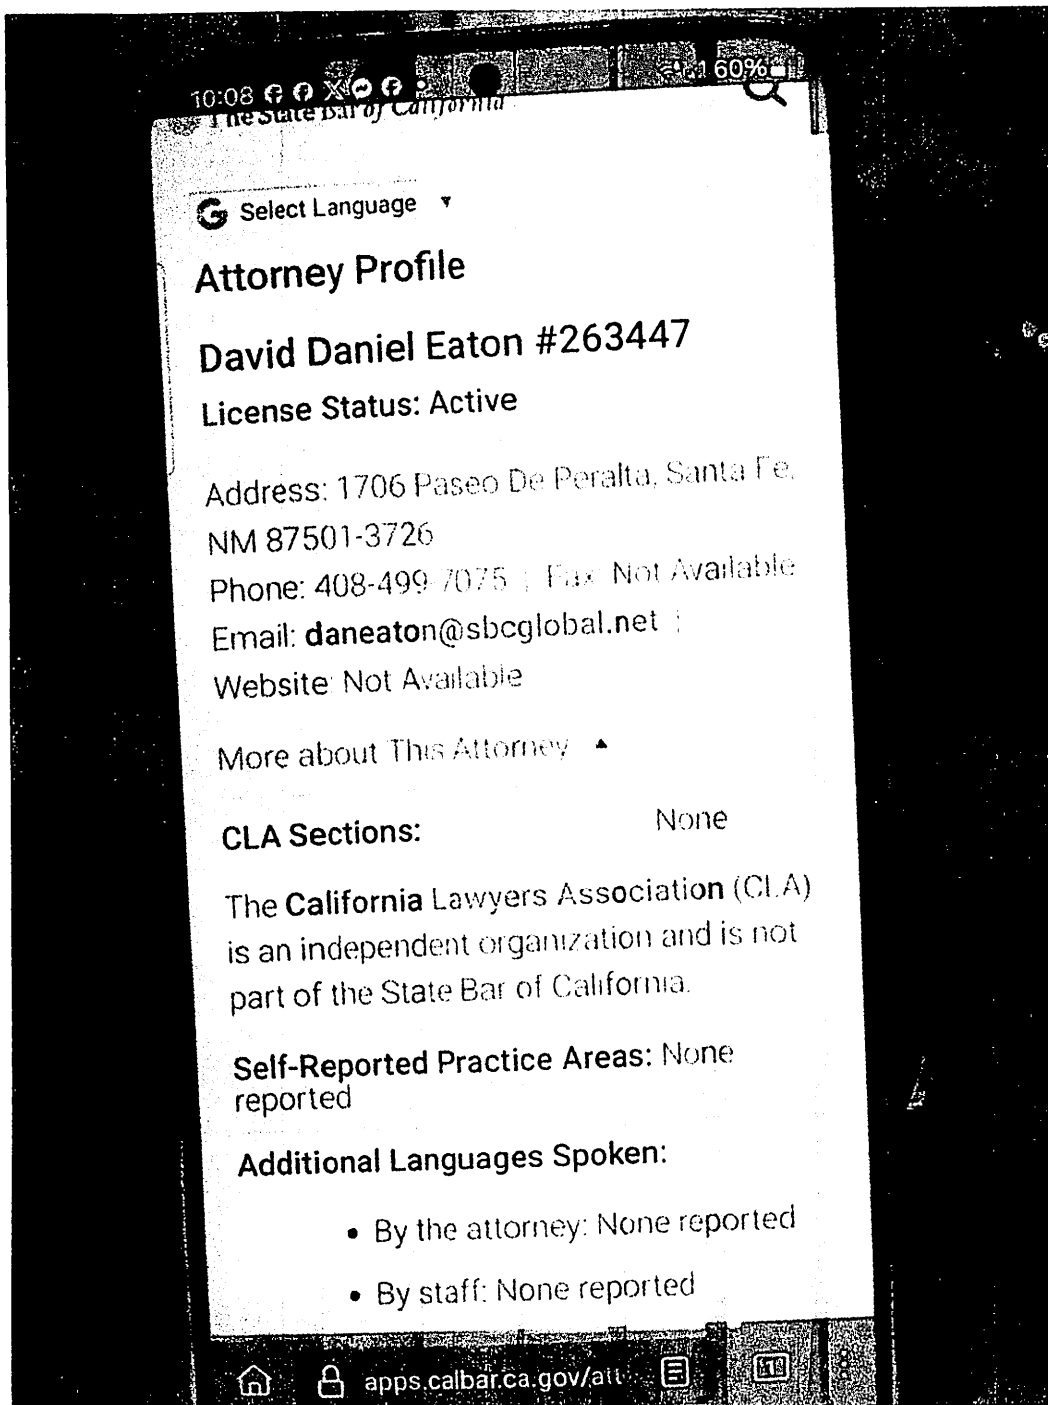 10:08
60%
The State Bar of California
Select Language
Attorney Profile
David Daniel Eaton #263447
License Status: Active
Address: 1706 Paseo De Peralta, Santa Fe,
NM 87501-3726
Phone: 408-499-7075 | Fax: Not Available
Email: daneaton@sbcglobal.net |
Website: Not Available
More about This Attorney ▲
CLA Sections: None
The California Lawyers Association (CLA)
is an independent organization and is not
part of the State Bar of California.
Self-Reported Practice Areas: None
reported
Additional Languages Spoken:
• By the attorney: None reported
• By staff: None reported
apps.calbar.ca.gov/att
1